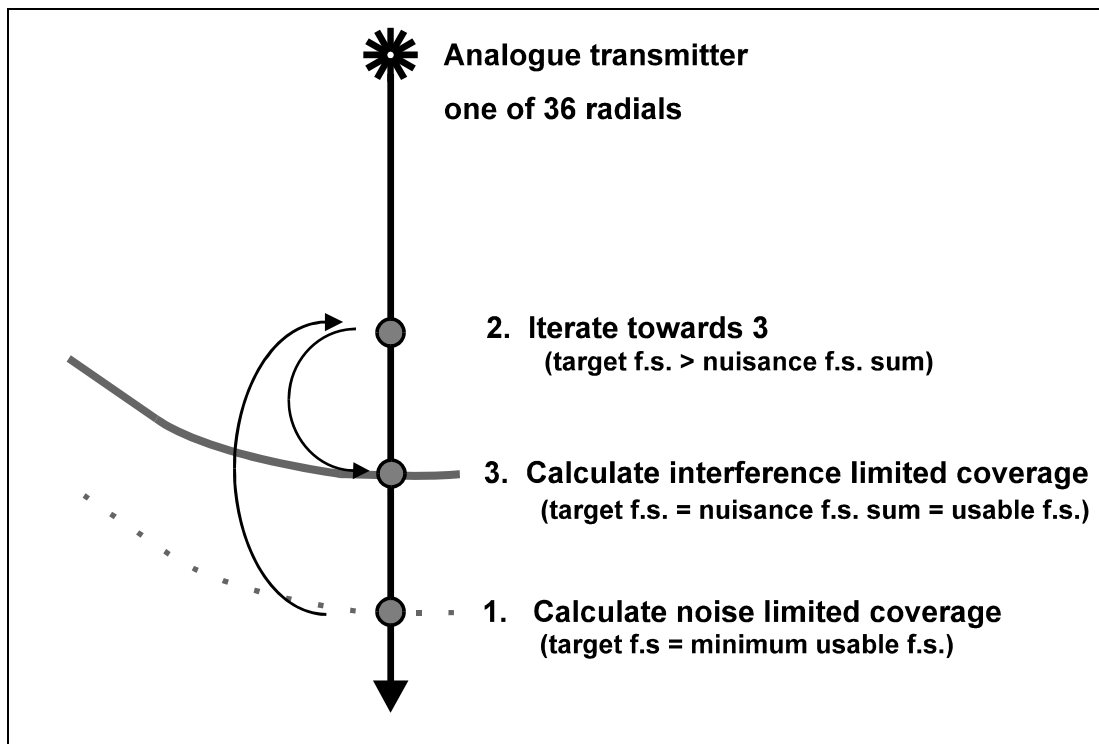 Analogue transmitter
one of 36 radials
2. Iterate towards 3
(target f.s. > nuisance f.s. sum)
3. Calculate interference limited coverage
(target f.s. = nuisance f.s. sum = usable f.s.)
1. Calculate noise limited coverage
(target f.s = minimum usable f.s.)